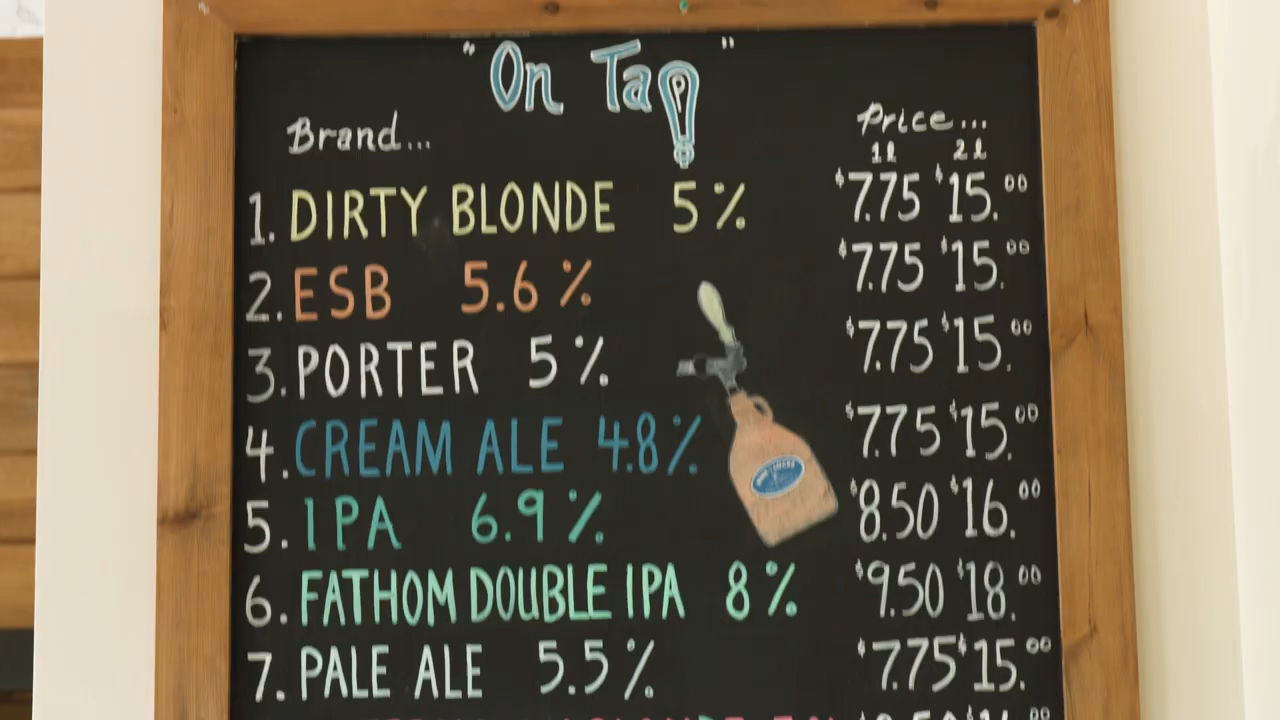 "On Tap"
Brand... Price...
1l 2l
1. DIRTY BLONDE 5% $7.75 $15.00
2. ESB 5.6% $7.75 $15.00
3. PORTER 5% $7.75 $15.00
4. CREAM ALE 4.8% $7.75 $15.00
5. IPA 6.9% $8.50 $16.00
6. FATHOM DOUBLE IPA 8% $9.50 $18.00
7. PALE ALE 5.5% $7.75 $15.00